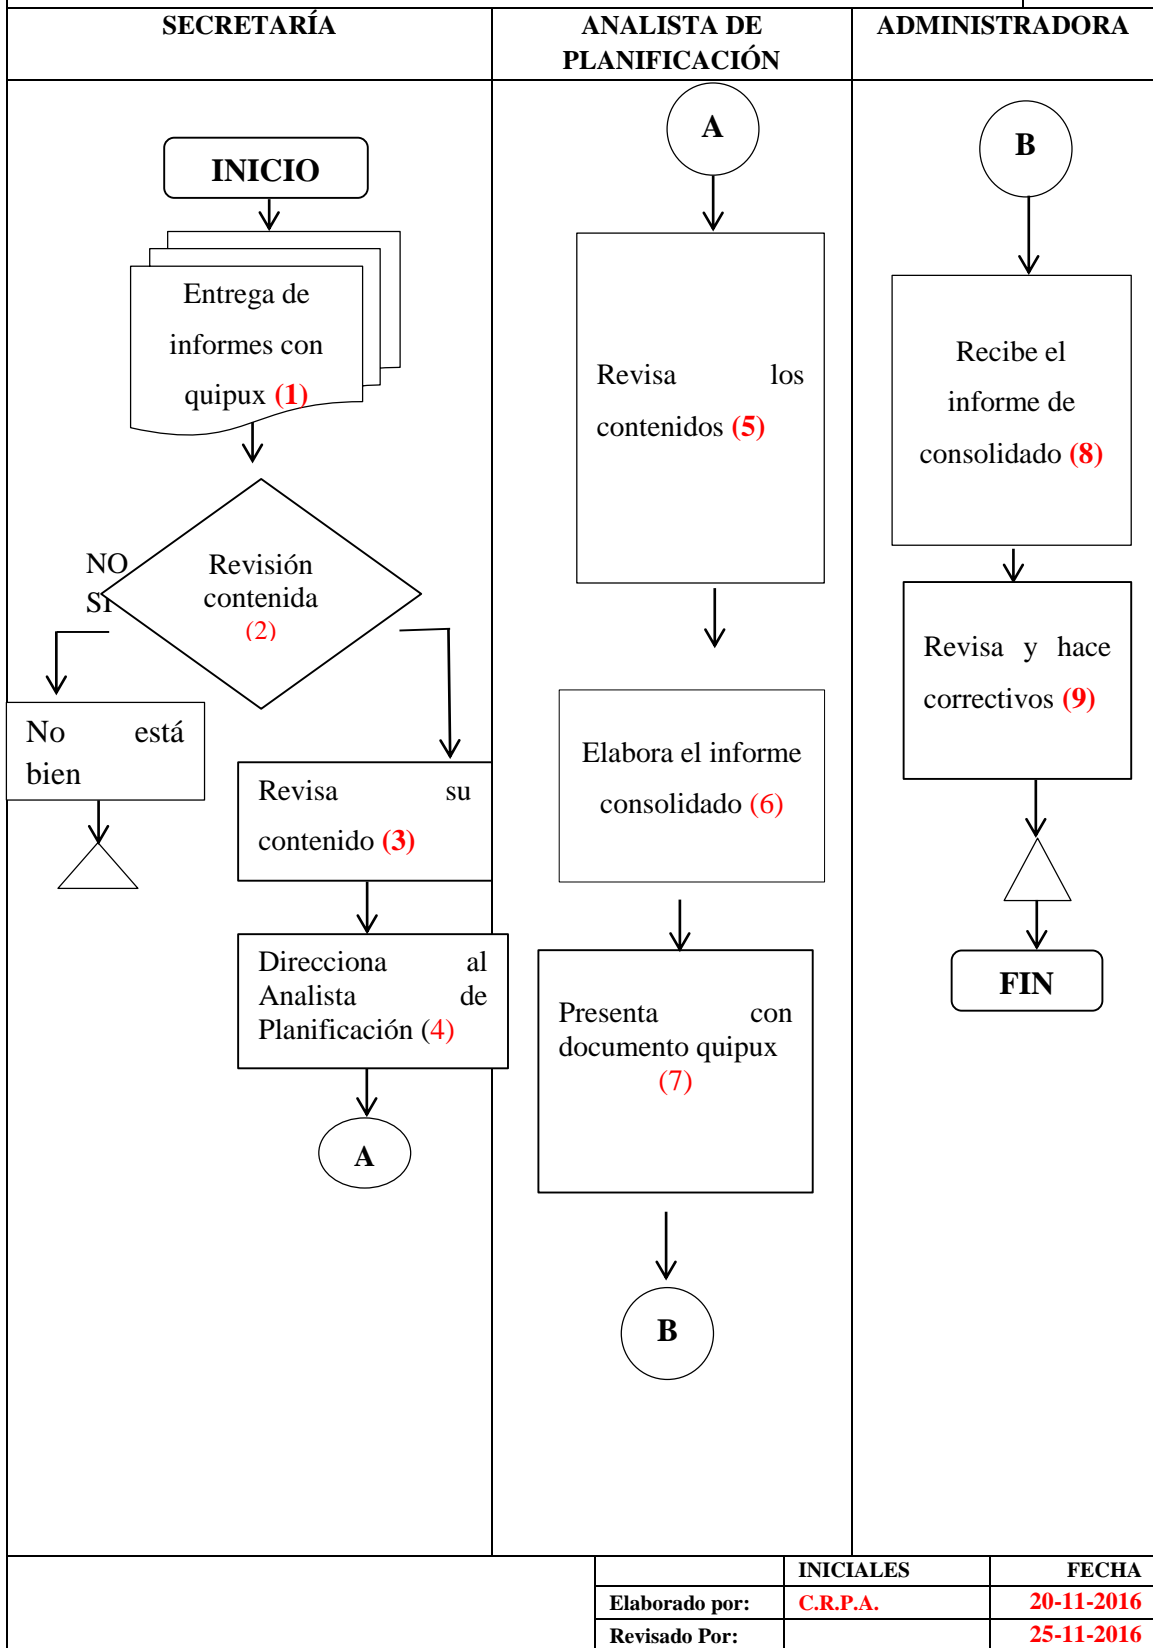 SECRETARÍA
ANALISTA DE
PLANIFICACIÓN
ADMINISTRADORA
INICIO
Entrega de
informes con
quipux (1)
NO
SI
Revisión
contenida
(2)
No está
bien
Revisa su
contenido (3)
Direcciona al
Analista de
Planificación (4)
A
A
Revisa los
contenidos (5)
Elabora el informe
consolidado (6)
Presenta con
documento quipux
(7)
B
B
Recibe el
informe de
consolidado (8)
Revisa y hace
correctivos (9)
FIN
INICIALES FECHA
Elaborado por: C.R.P.A. 20-11-2016
Revisado Por: 25-11-2016